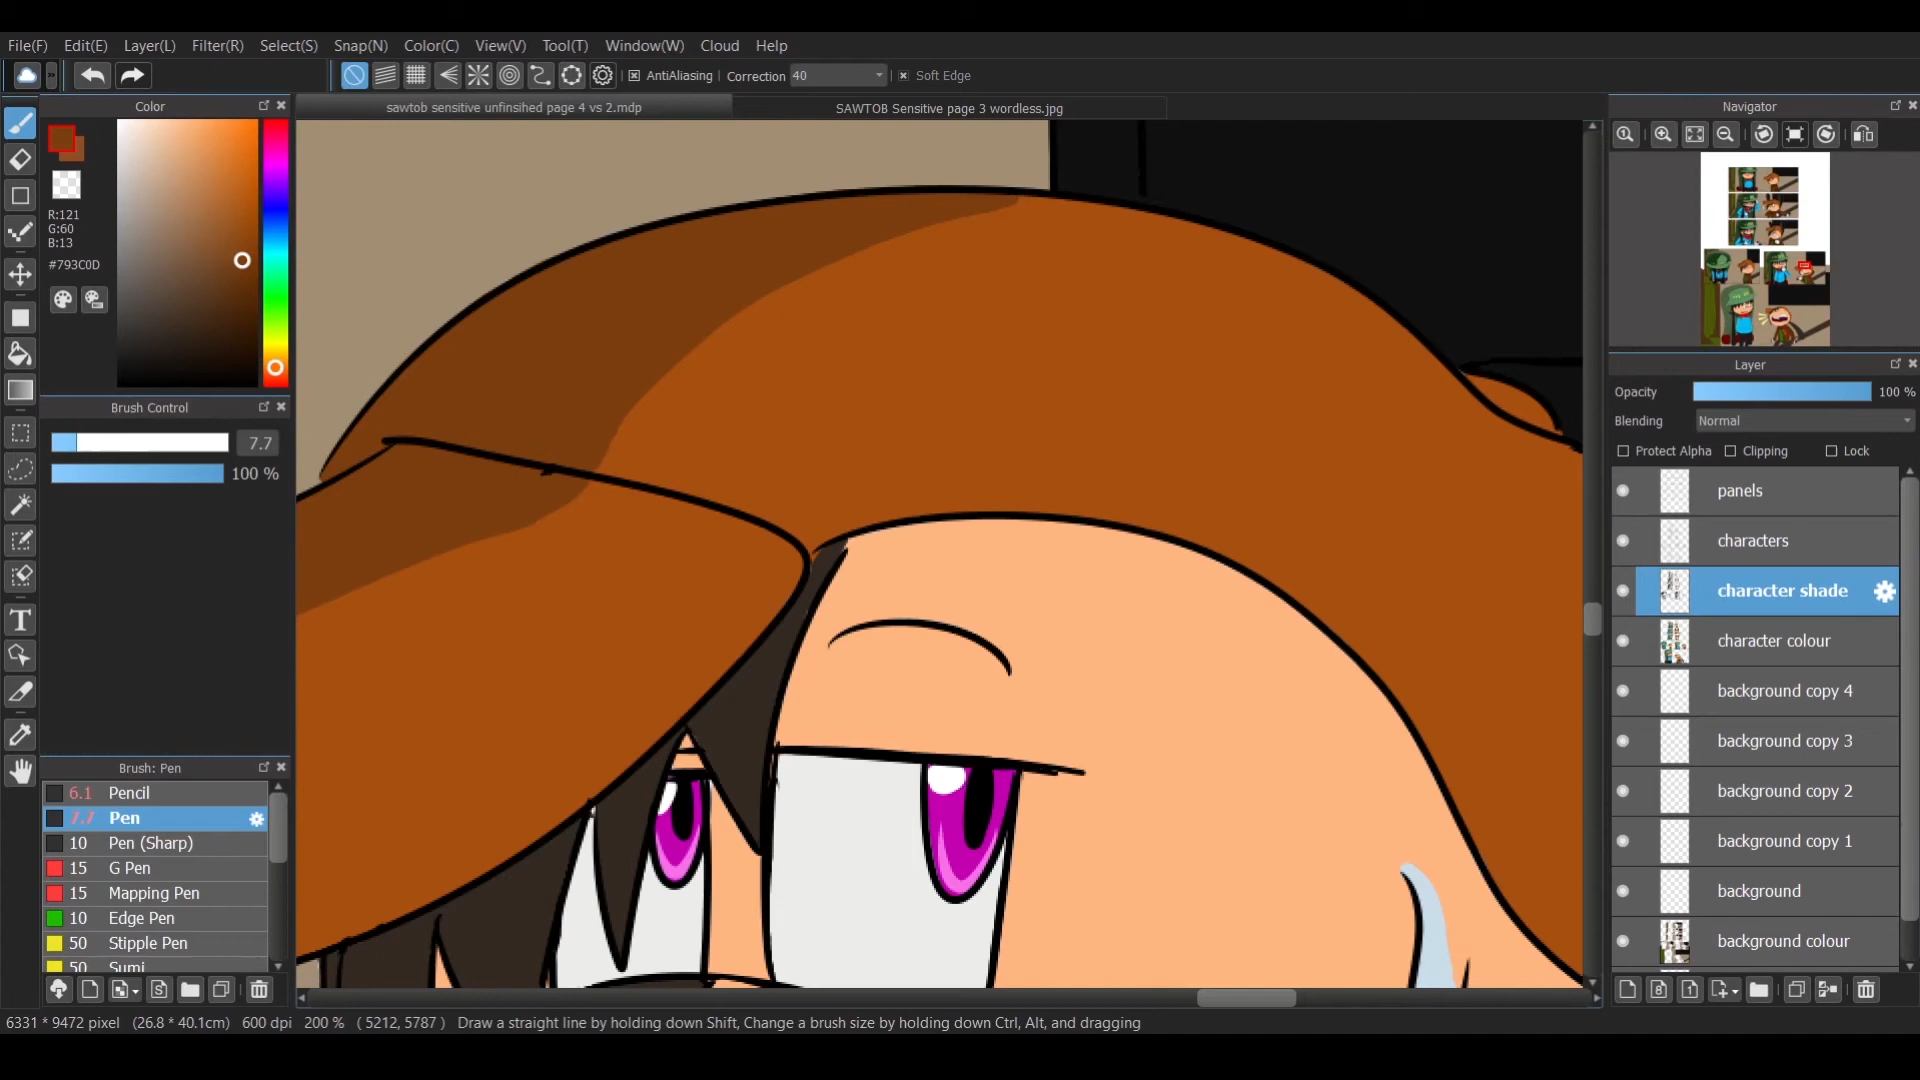 File(F) Edit(E) Layer(L) Filter(R) Select(S) Snap(N) Color(C) View(V) Tool(T) Window(W) Cloud Help
AntiAliasing Correction 40 Soft Edge
Color
sawtob sensitive unfinsihed page 4 vs 2.mdp
SAWTOB Sensitive page 3 wordless.jpg
Navigator
R:121
G:60
B:13
#793C0D
Brush Control
7.7
100 %
Brush: Pen
6.1 Pencil
7.7 Pen
10 Pen (Sharp)
15 G Pen
15 Mapping Pen
10 Edge Pen
50 Stipple Pen
50 Sumi
Layer
Opacity 100 %
Blending Normal
Protect Alpha Clipping Lock
panels
characters
character shade
character colour
background copy 4
background copy 3
background copy 2
background copy 1
background
background colour
6331 * 9472 pixel (26.8 * 40.1cm) 600 dpi 200 % ( 5212, 5787 ) Draw a straight line by holding down Shift, Change a brush size by holding down Ctrl, Alt, and dragging